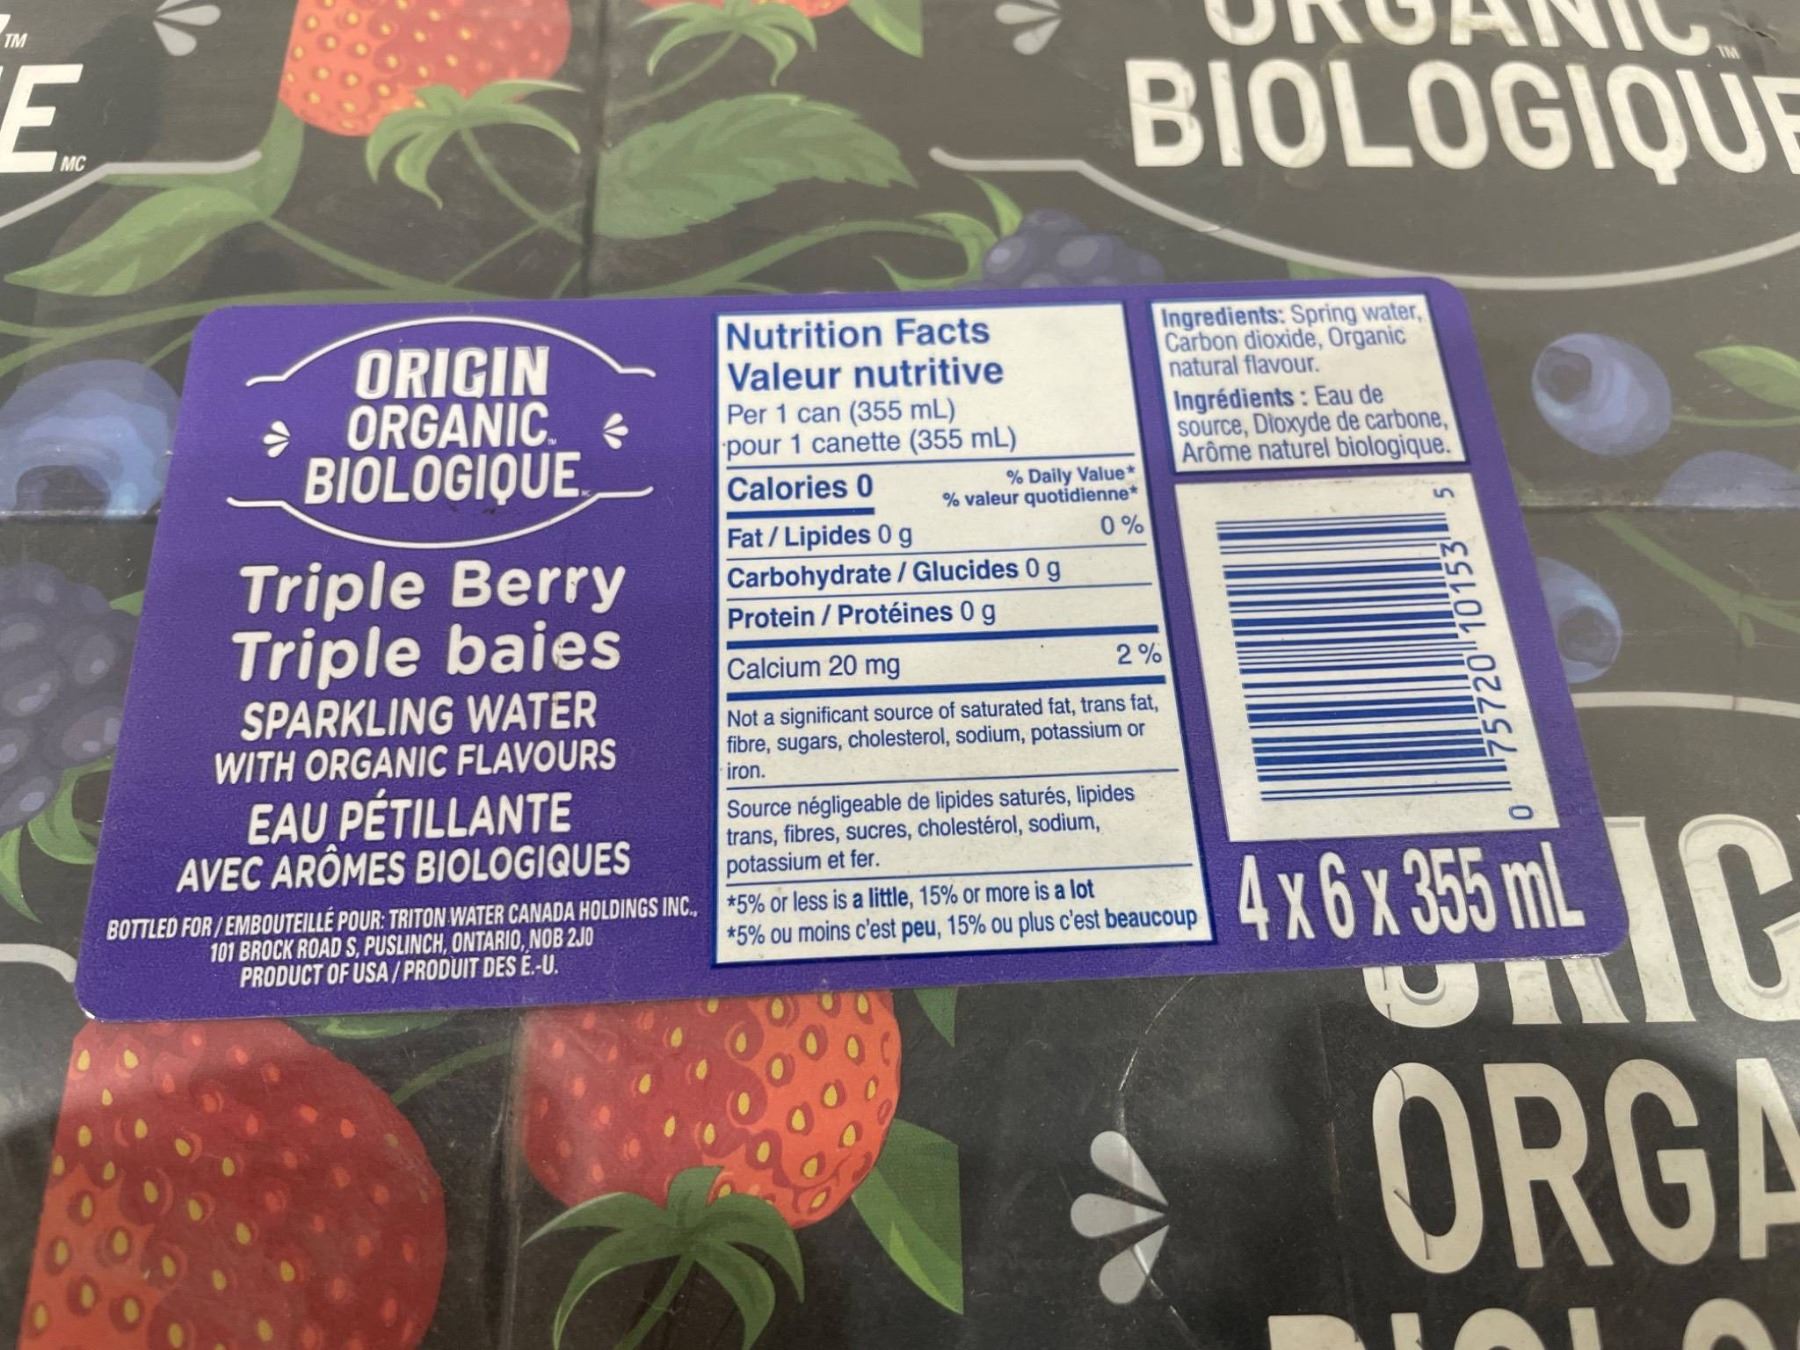 TM
E
MC
ORGANIC
TM
BIOLOGIQUE
ORIGIN
ORGANIC
BIOLOGIQUE
Triple Berry
Triple baies
SPARKLING WATER
WITH ORGANIC FLAVOURS
EAU PÉTILLANTE
AVEC ARÔMES BIOLOGIQUES
BOTTLED FOR / EMBOUTEILLÉ POUR: TRITON WATER CANADA HOLDINGS INC.,
101 BROCK ROAD S, PUSLINCH, ONTARIO, N0B 2J0
PRODUCT OF USA / PRODUIT DES É.-U.
Nutrition Facts
Valeur nutritive
Per 1 can (355 mL)
pour 1 canette (355 mL)
Calories 0
% Daily Value*
% valeur quotidienne*
Fat / Lipides 0 g 0 %
Carbohydrate / Glucides 0 g
Protein / Protéines 0 g
Calcium 20 mg 2 %
Not a significant source of saturated fat, trans fat,
fibre, sugars, cholesterol, sodium, potassium or
iron.
Source négligeable de lipides saturés, lipides
trans, fibres, sucres, cholestérol, sodium,
potassium et fer.
*5% or less is a little, 15% or more is a lot
*5% ou moins c'est peu, 15% ou plus c'est beaucoup
Ingredients: Spring water,
Carbon dioxide, Organic
natural flavour.
Ingrédients : Eau de
source, Dioxyde de carbone,
Arôme naturel biologique.
0 75720 10153 5
4 x 6 x 355 mL
ORIG
ORGA
BIOLO